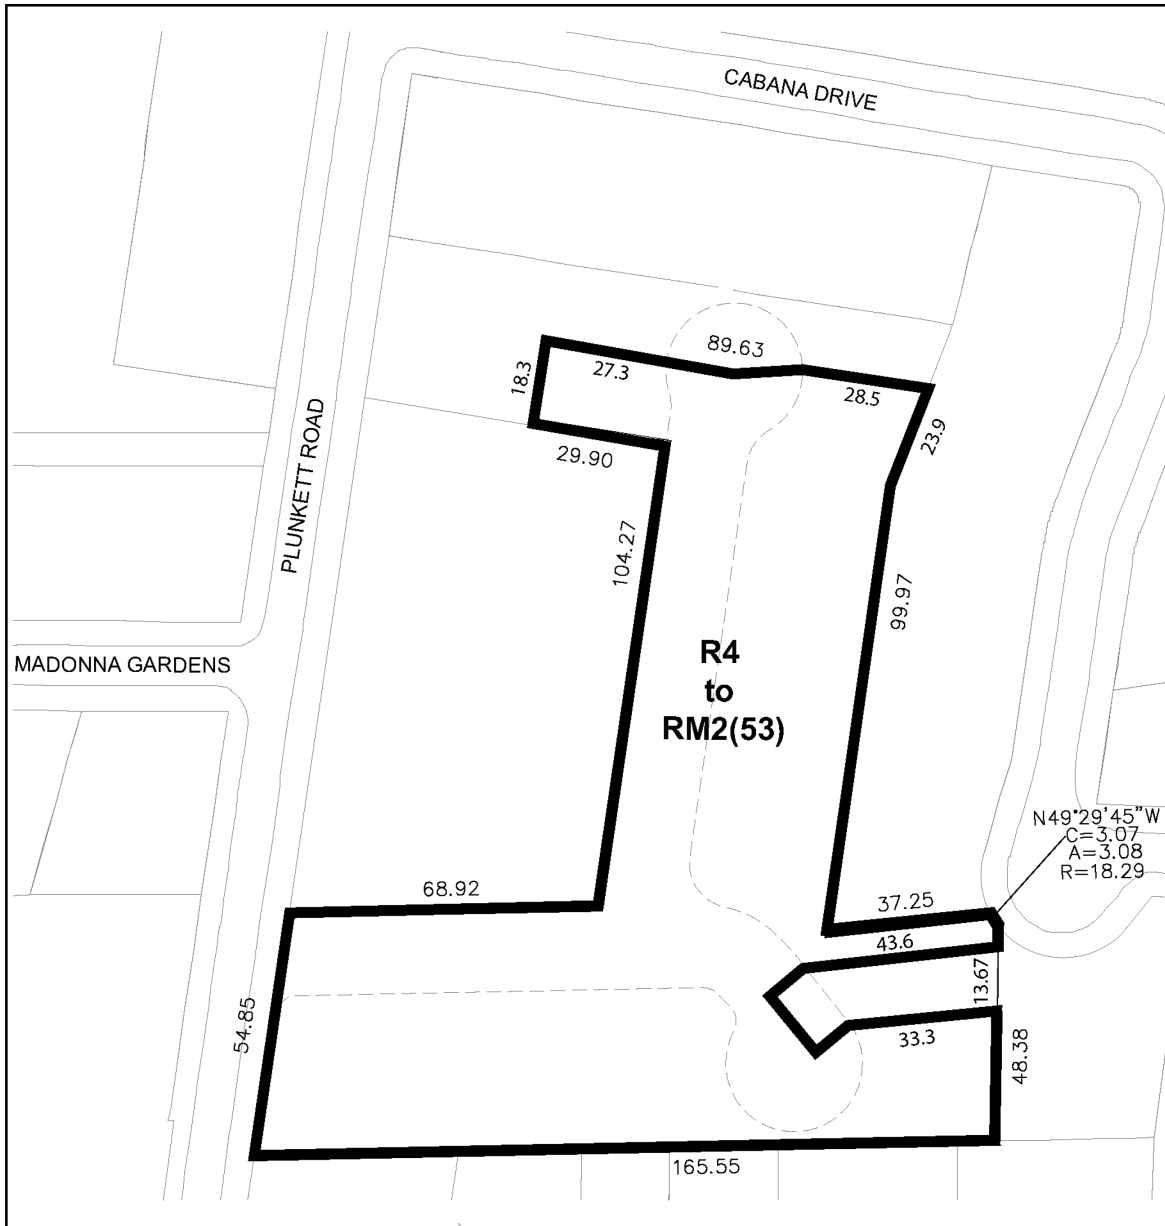 CABANA DRIVE
89.63
27.3
18.3
28.5
23.9
29.90
PLUNKETT ROAD
104.27
99.97
MADONNA GARDENS
R4
to
RM2(53)
N49°29'45"W
C=3.07
A=3.08
R=18.29
68.92
37.25
43.6
13.67
54.85
33.3
48.38
165.55